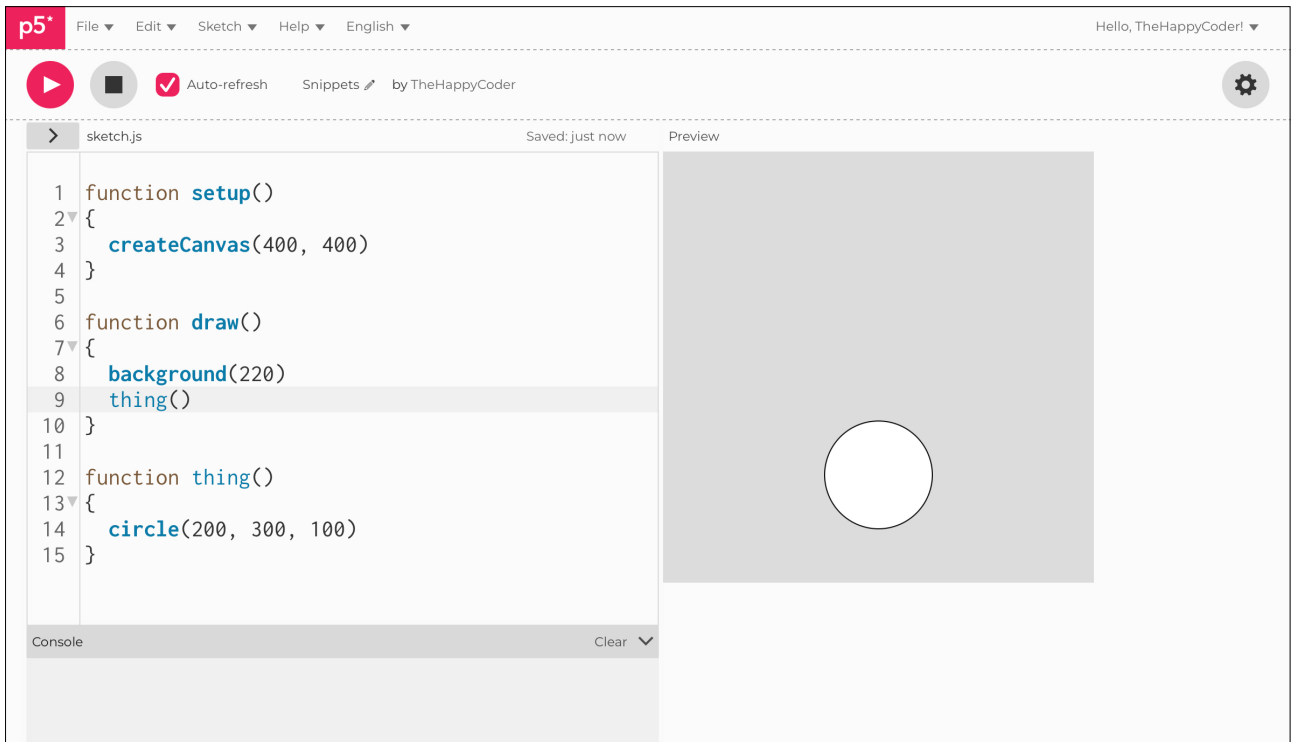 p5* File Edit Sketch Help English Hello, TheHappyCoder!
Auto-refresh Snippets by TheHappyCoder
sketch.js Saved: just now Preview
1 function setup()
2 {
3   createCanvas(400, 400)
4 }
5
6 function draw()
7 {
8   background(220)
9   thing()
10 }
11
12 function thing()
13 {
14   circle(200, 300, 100)
15 }
Console Clear